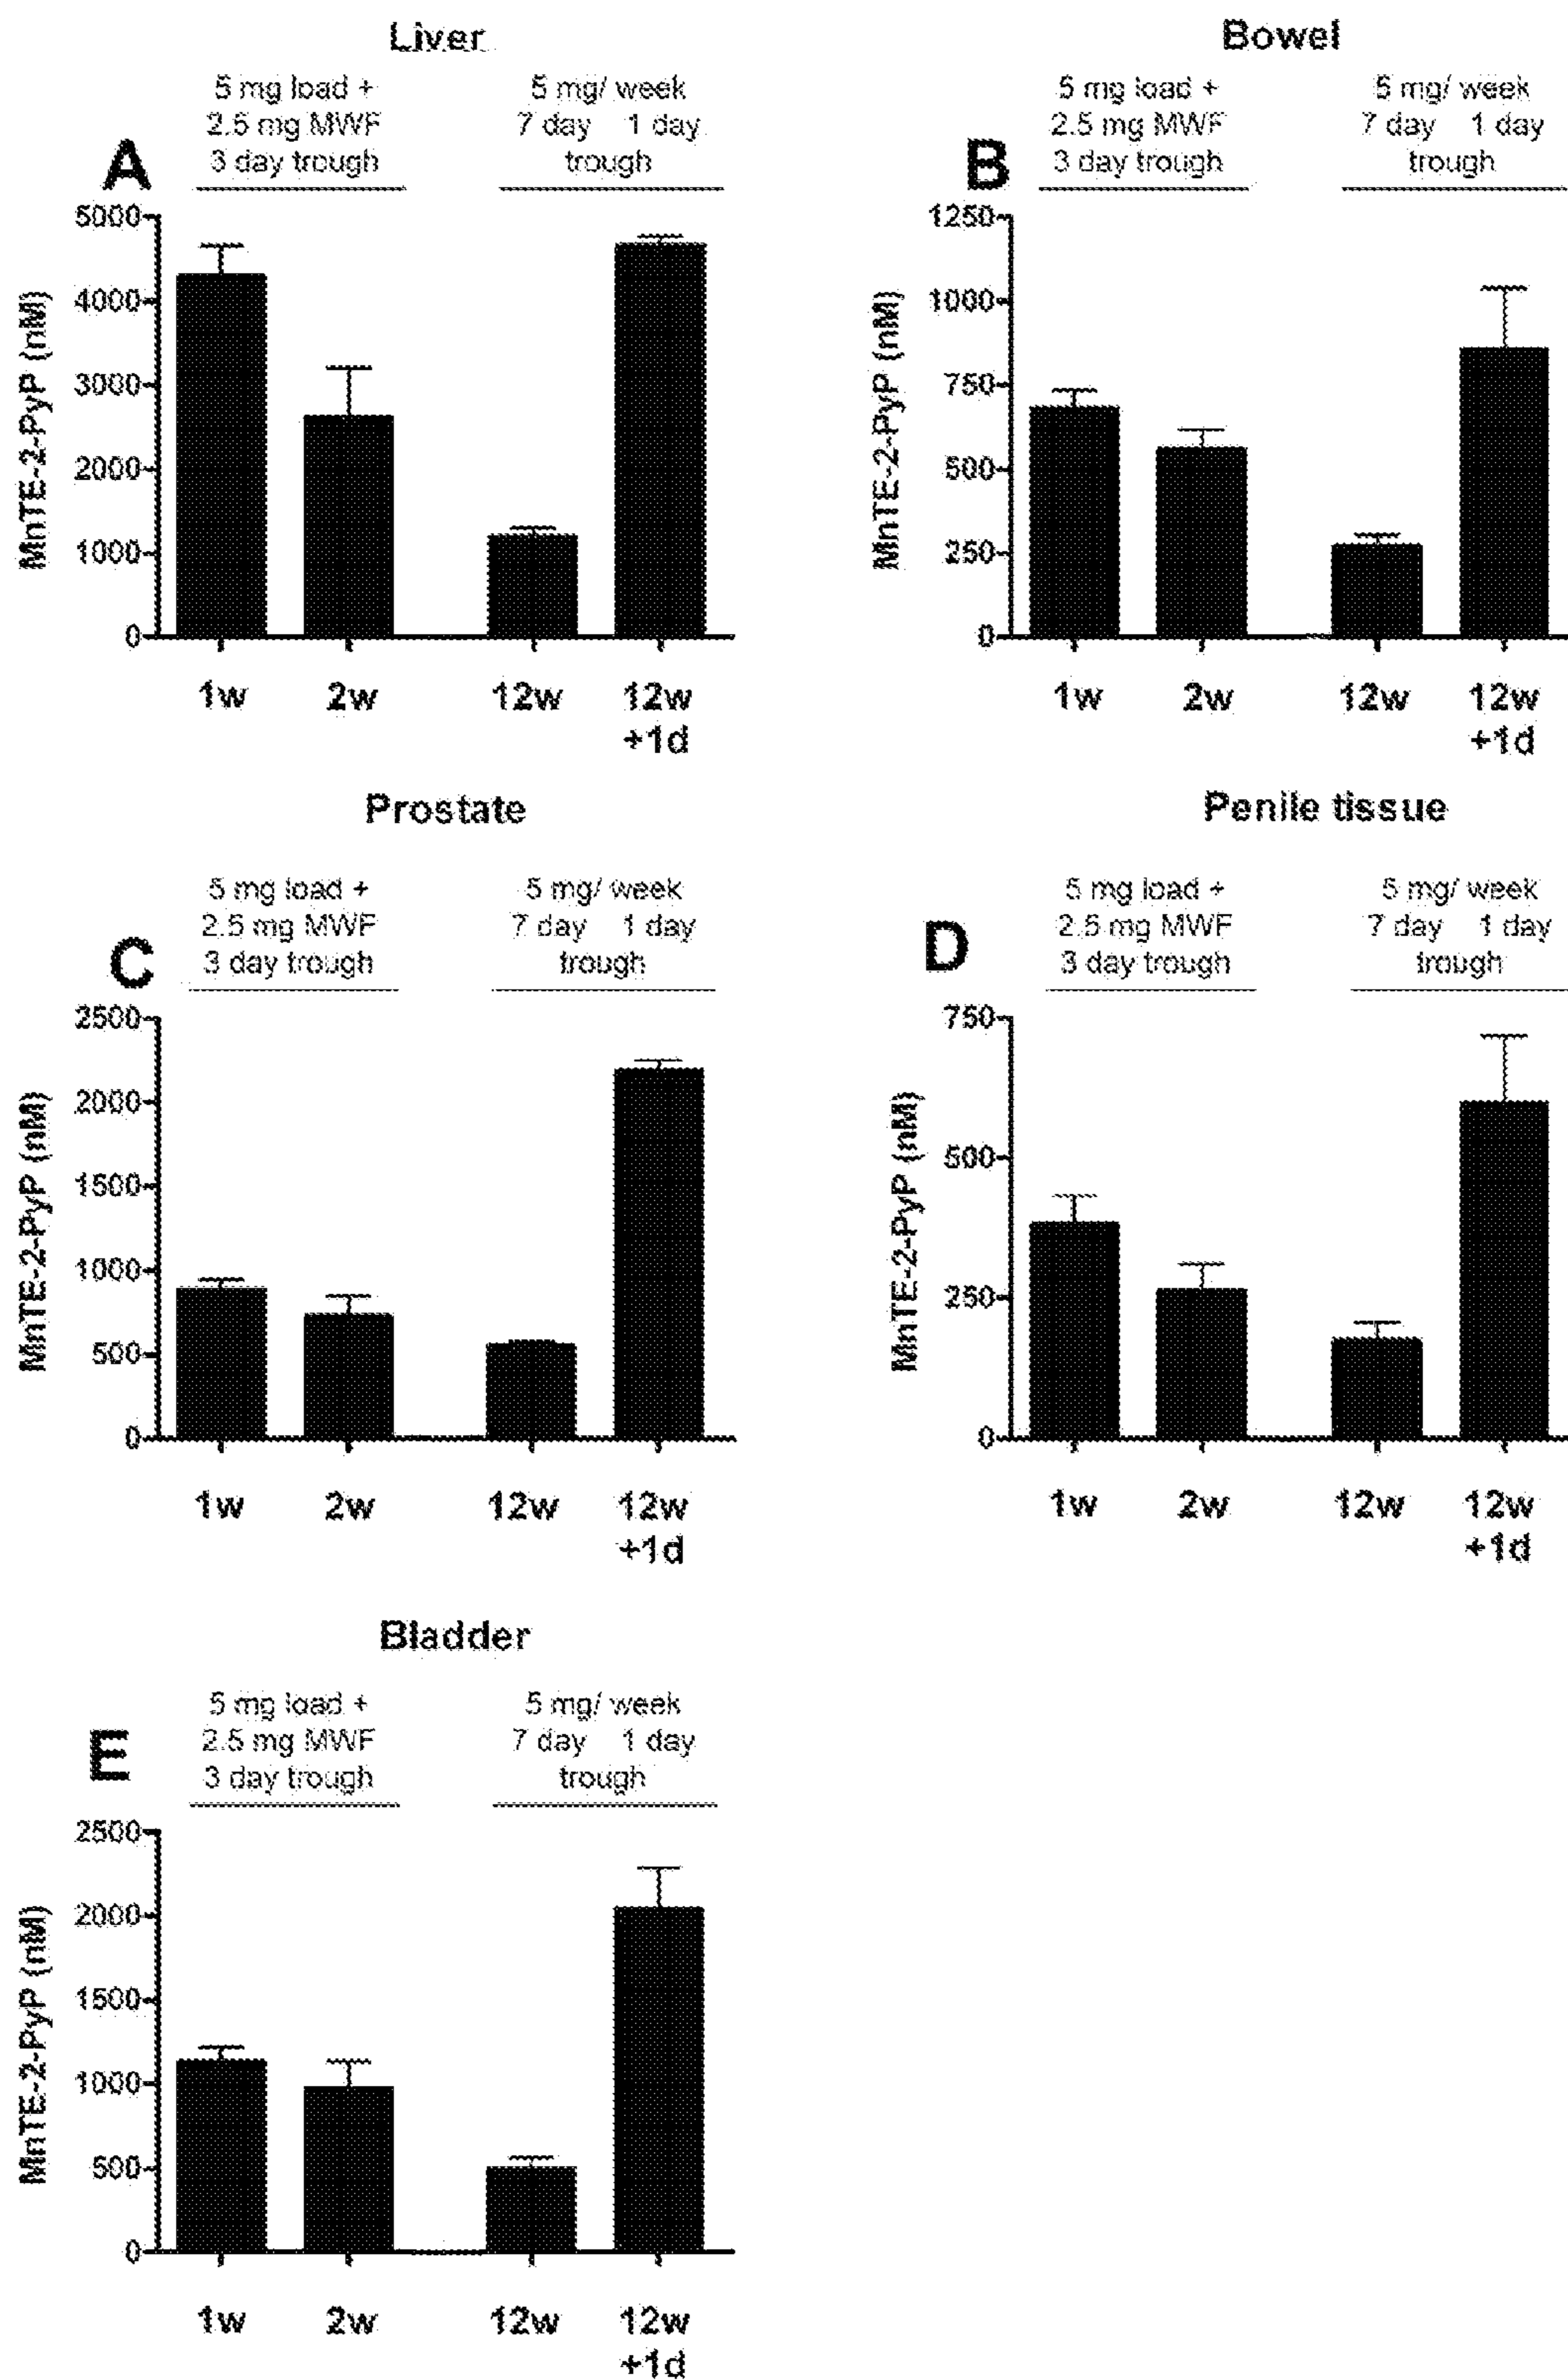 Liver
5 mg load +
2.5 mg MWF
3 day trough
5 mg/ week
7 day 1 day
trough
A
MnTE-2-PyP (nM)
5000
4000
3000
2000
1000
0
1w 2w 12w 12w
+1d
Bowel
5 mg load +
2.5 mg MWF
3 day trough
5 mg/ week
7 day 1 day
trough
B
MnTE-2-PyP (nM)
1250
1000
750
500
250
0
1w 2w 12w 12w
+1d
Prostate
5 mg load +
2.5 mg MWF
3 day trough
5 mg/ week
7 day 1 day
trough
C
MnTE-2-PyP (nM)
2500
2000
1500
1000
500
0
1w 2w 12w 12w
+1d
Penile tissue
5 mg load +
2.5 mg MWF
3 day trough
5 mg/ week
7 day 1 day
trough
D
MnTE-2-PyP (nM)
750
500
250
0
1w 2w 12w 12w
+1d
Bladder
5 mg load +
2.5 mg MWF
3 day trough
5 mg/ week
7 day 1 day
trough
E
MnTE-2-PyP (nM)
2500
2000
1500
1000
500
0
1w 2w 12w 12w
+1d